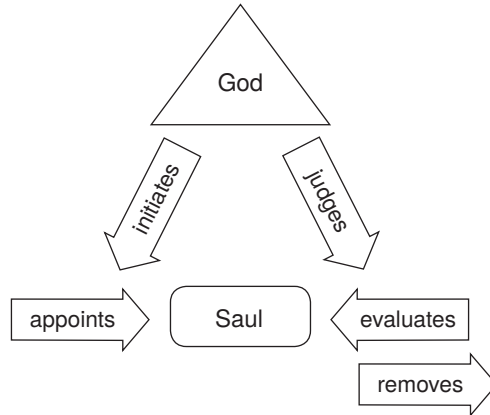 God
initiates
judges
appoints
Saul
evaluates
removes